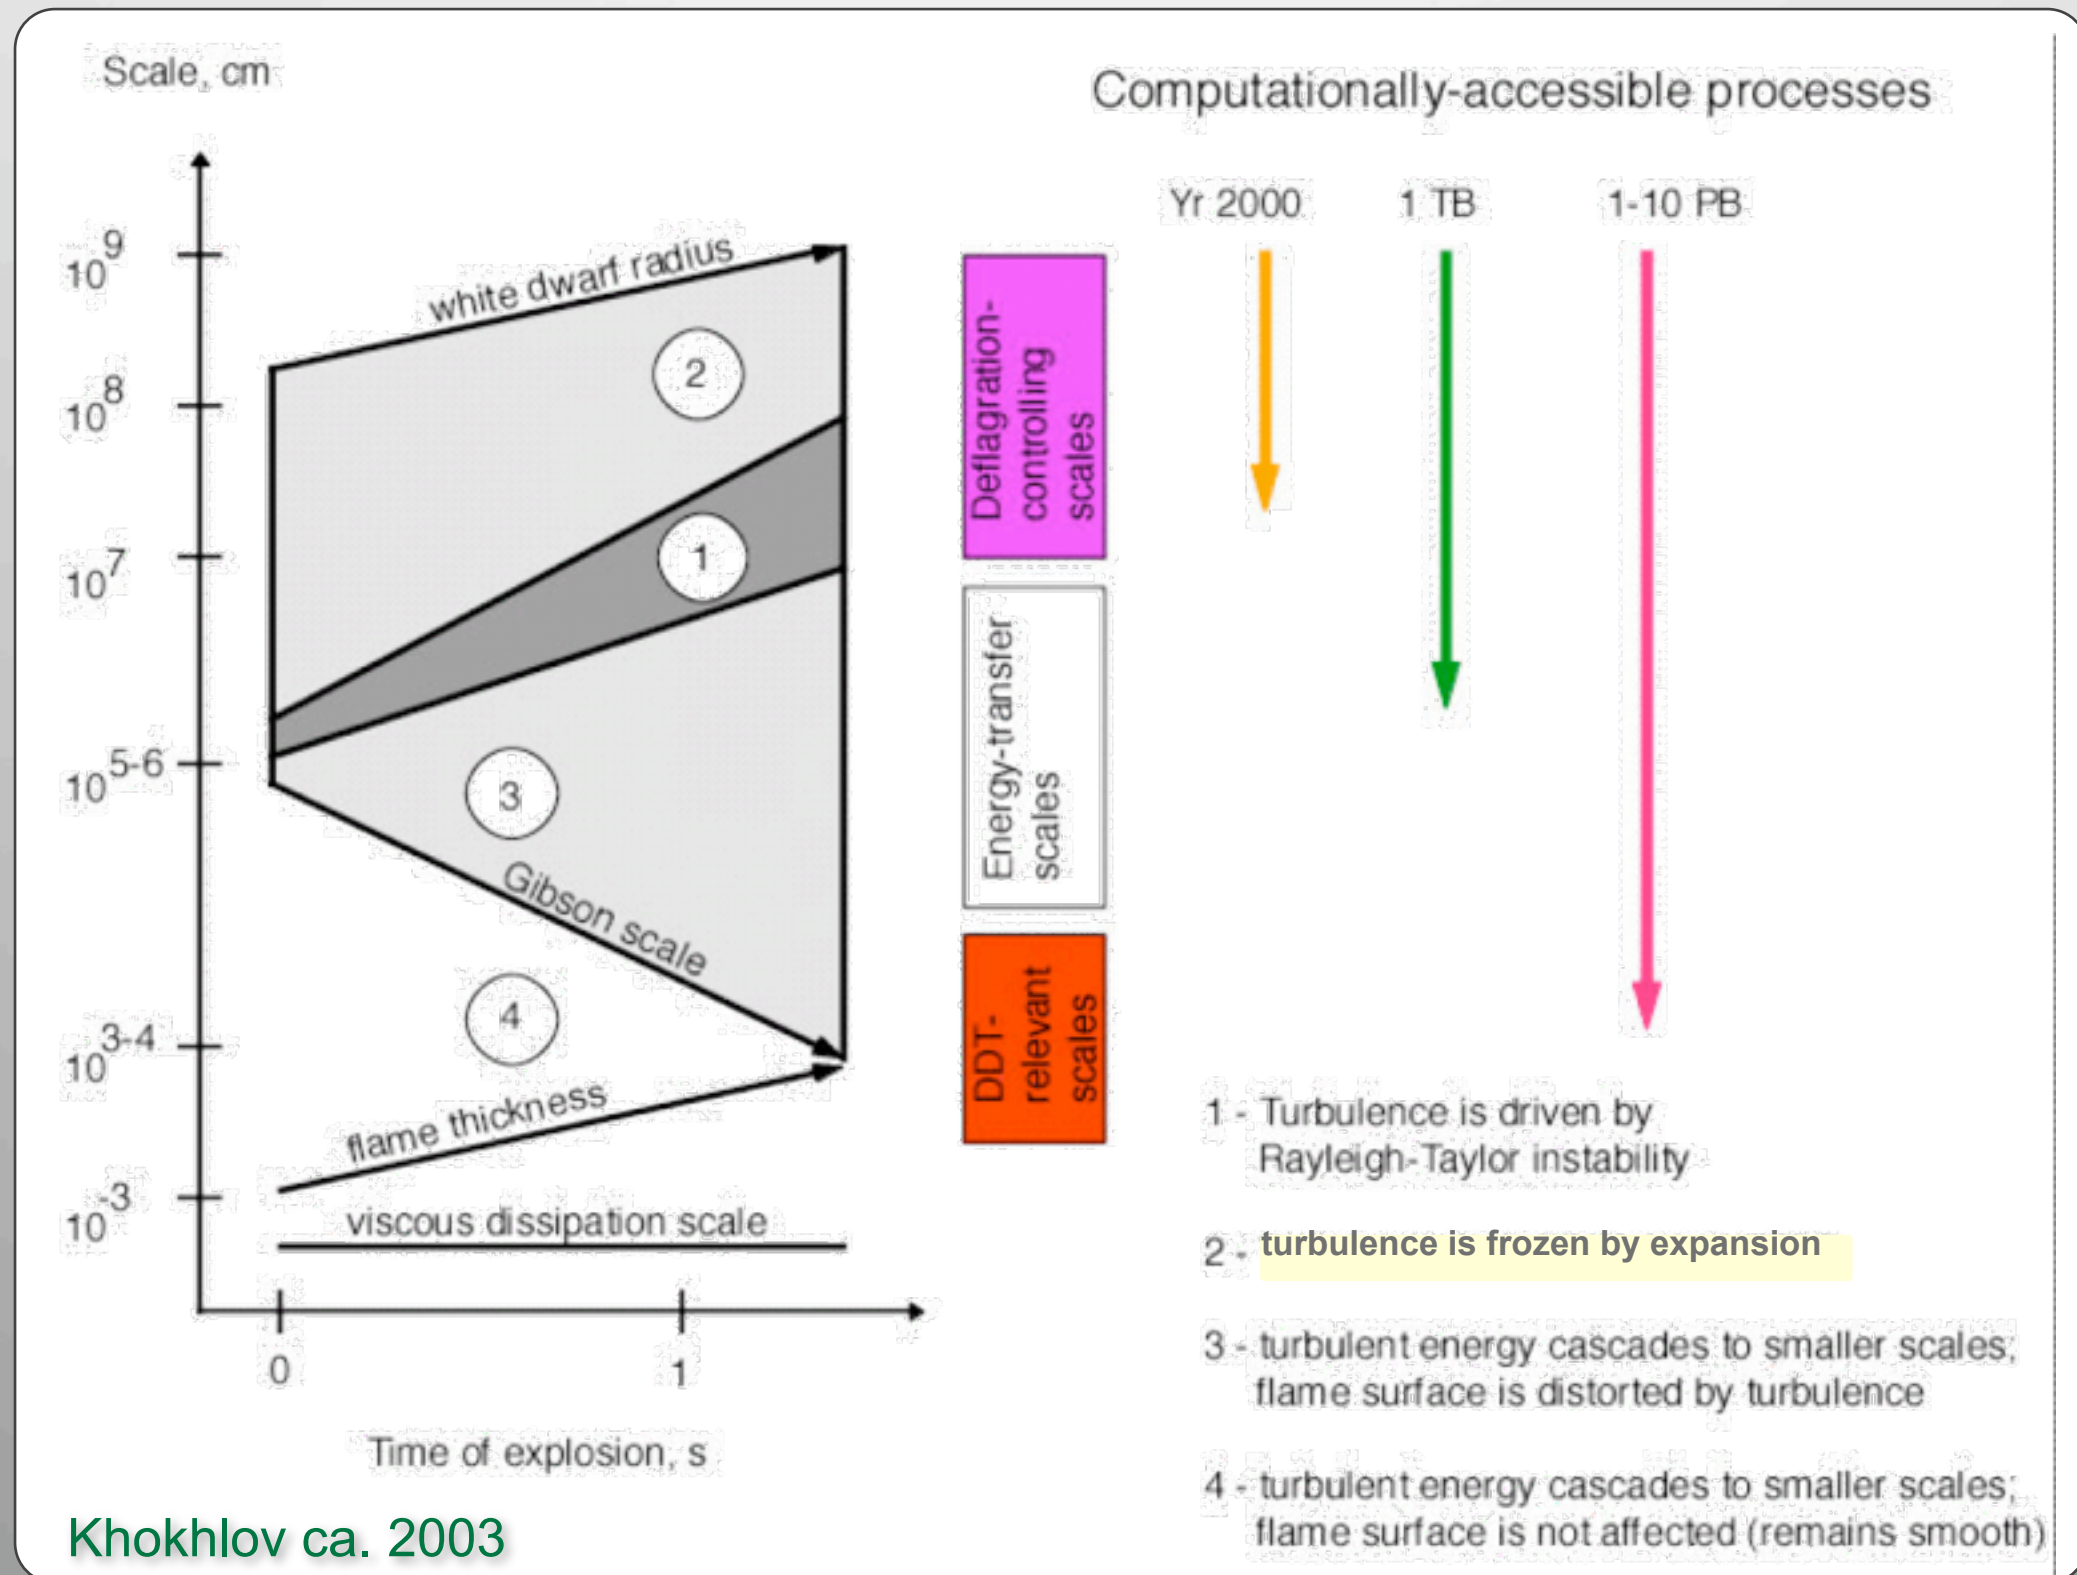 Scale, cm
Computationally-accessible processes
Yr 2000
1 TB
1-10 PB
10^9
10^8
10^7
10^5-6
10^3-4
10^-3
white dwarf radius
2
1
3
Gibson scale
4
flame thickness
viscous dissipation scale
0
1
Time of explosion, s
Deflagration-
controlling
scales
Energy-transfer
scales
DDT-
relevant
scales
1 - Turbulence is driven by
Rayleigh-Taylor instability
2 - turbulence is frozen by expansion
3 - turbulent energy cascades to smaller scales;
flame surface is distorted by turbulence
4 - turbulent energy cascades to smaller scales;
flame surface is not affected (remains smooth)
Khokhlov ca. 2003